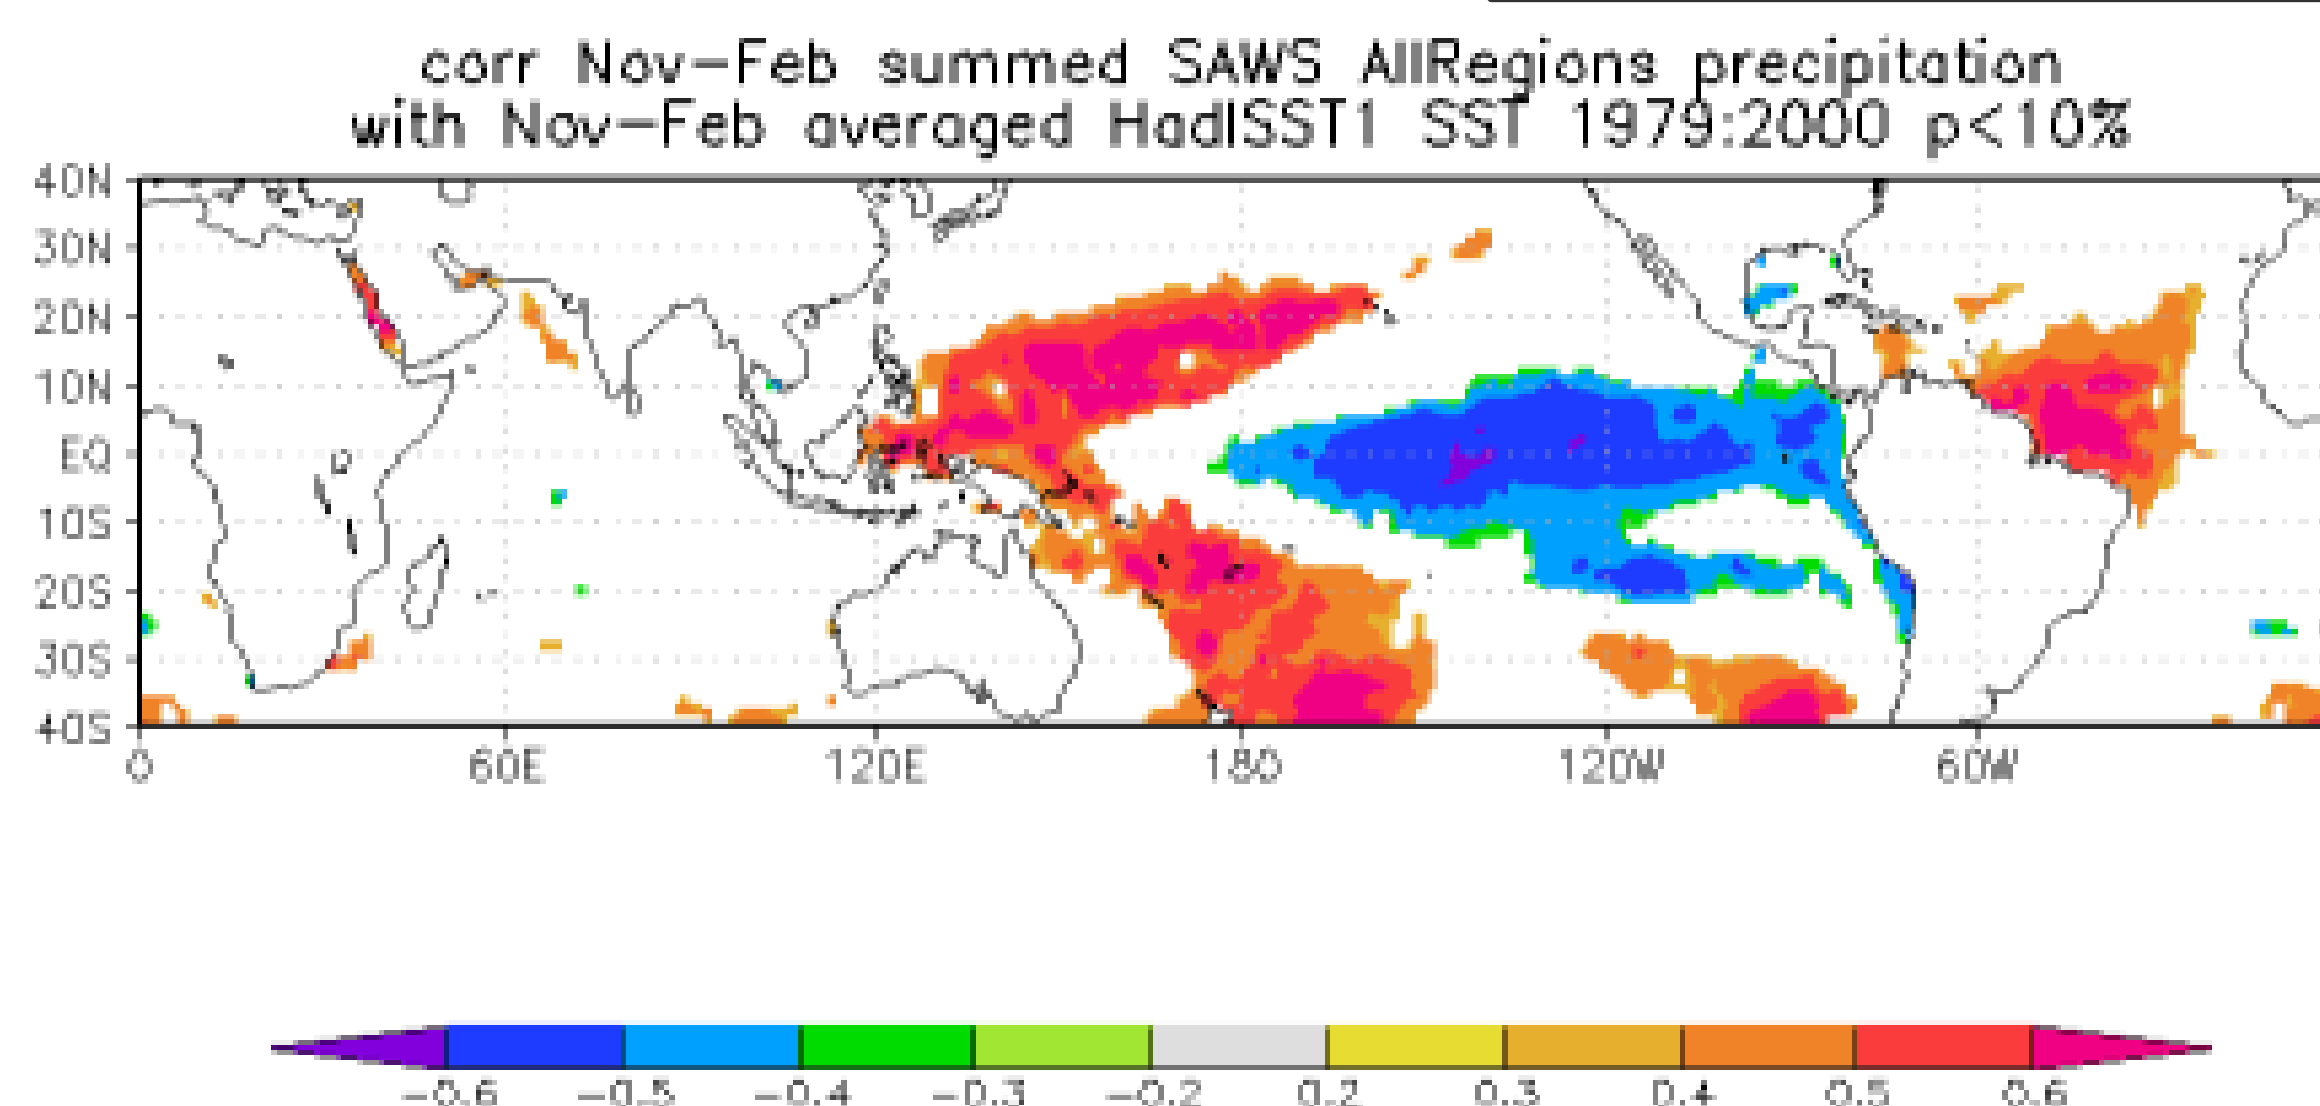 corr Nov-Feb summed SAWS AllRegions precipitation
with Nov-Feb averaged HadISST1 SST 1979:2000 p<10%
40N
30N
20N
10N
EQ
10S
20S
30S
40S
0 60E 120E 180 120W 60W
-0.6 -0.5 -0.4 -0.3 -0.2 0.2 0.3 0.4 0.5 0.6